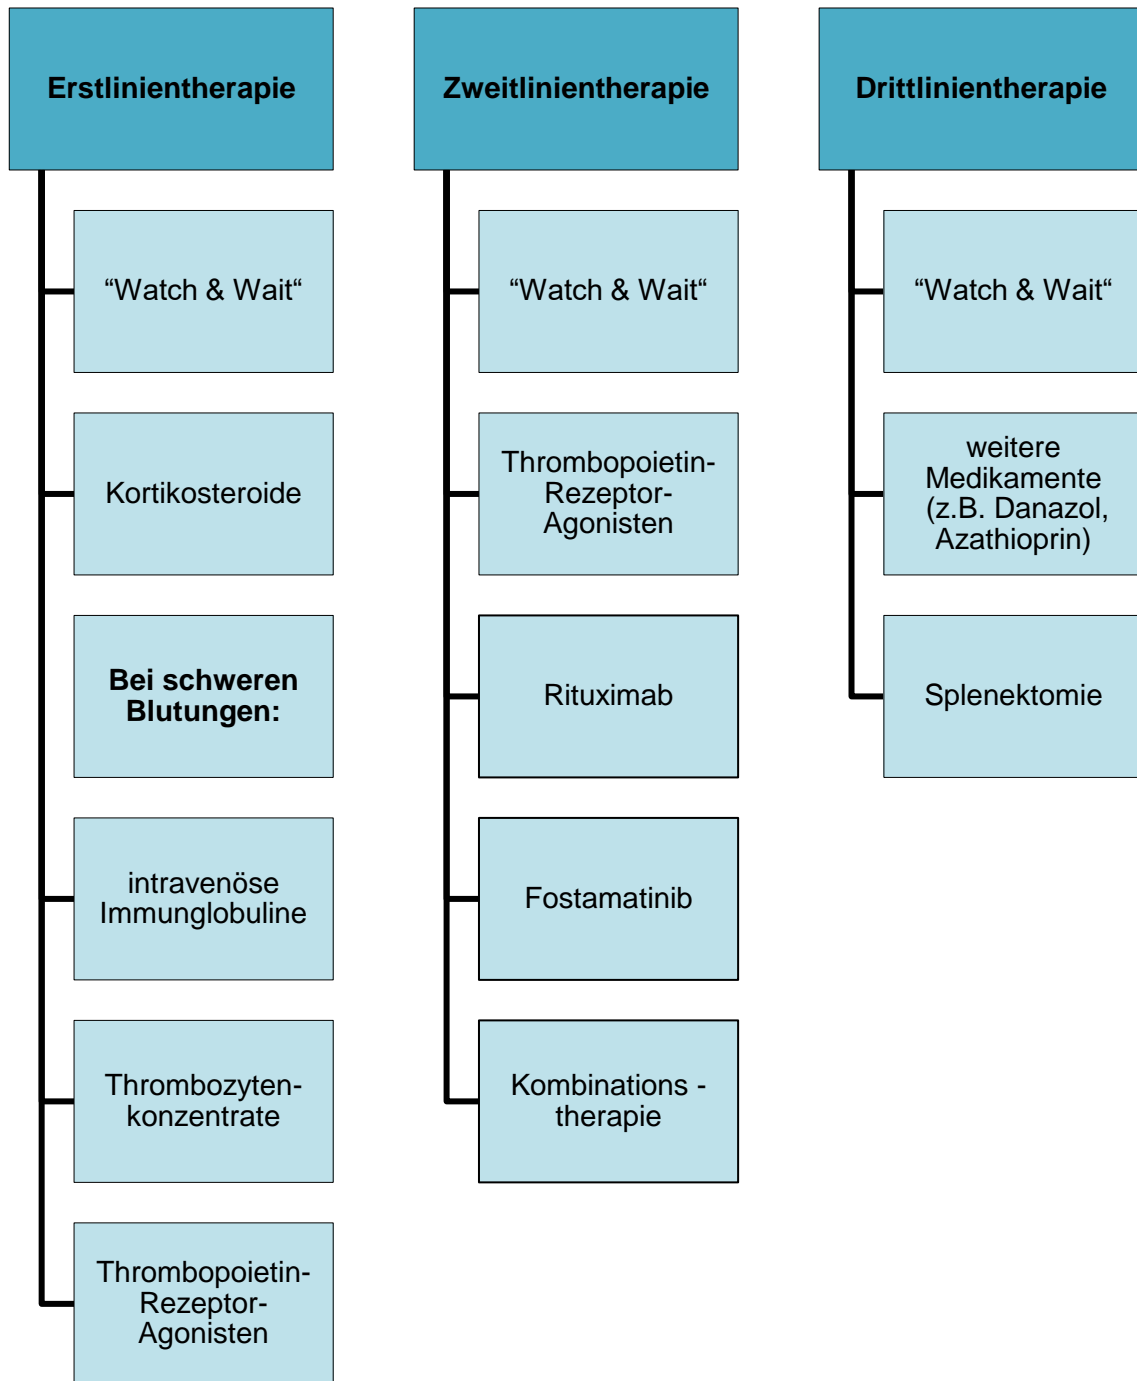 Erstlinientherapie
“Watch & Wait“
Kortikosteroide
Bei schweren
Blutungen:
intravenöse
Immunglobuline
Thrombozyten-
konzentrate
Thrombopoietin-
Rezeptor-
Agonisten
Zweitlinientherapie
“Watch & Wait“
Thrombopoietin-
Rezeptor-
Agonisten
Rituximab
Fostamatinib
Kombinations -
therapie
Drittlinientherapie
“Watch & Wait“
weitere
Medikamente
(z.B. Danazol,
Azathioprin)
Splenektomie